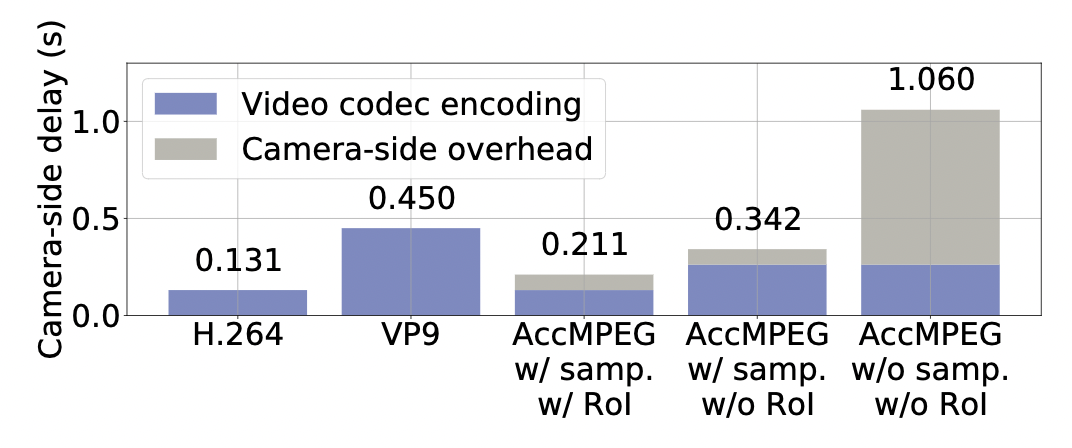 Camera-side delay (s)
1.0
0.5
0.0
Video codec encoding
Camera-side overhead
0.131
0.450
0.211
0.342
1.060
H.264
VP9
AccMPEG
w/ samp.
w/ RoI
AccMPEG
w/ samp.
w/o RoI
AccMPEG
w/o samp.
w/o RoI